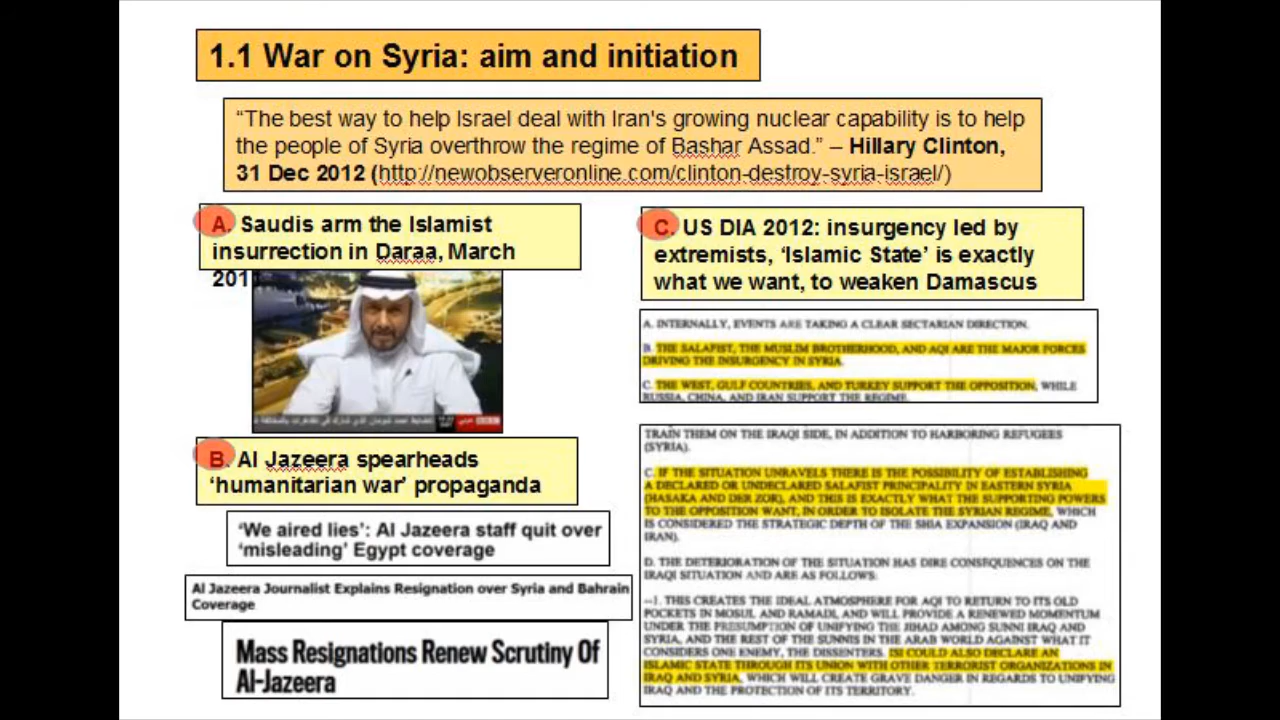 1.1 War on Syria: aim and initiation
“The best way to help Israel deal with Iran's growing nuclear capability is to help
the people of Syria overthrow the regime of Bashar Assad.” – Hillary Clinton,
31 Dec 2012 (http://newobserveronline.com/clinton-destroy-syria-israel/)
A. Saudis arm the Islamist
insurrection in Daraa, March
201
B. Al Jazeera spearheads
‘humanitarian war’ propaganda
‘We aired lies’: Al Jazeera staff quit over
‘misleading’ Egypt coverage
Al Jazeera Journalist Explains Resignation over Syria and Bahrain
Coverage
Mass Resignations Renew Scrutiny Of
Al-Jazeera
C. US DIA 2012: insurgency led by
extremists, ‘Islamic State’ is exactly
what we want, to weaken Damascus
A. INTERNALLY, EVENTS ARE TAKING A CLEAR SECTARIAN DIRECTION.
B. THE SALAFIST, THE MUSLIM BROTHERHOOD, AND AQI ARE THE MAJOR FORCES
DRIVING THE INSURGENCY IN SYRIA.
C. THE WEST, GULF COUNTRIES, AND TURKEY SUPPORT THE OPPOSITION, WHILE
RUSSIA, CHINA, AND IRAN SUPPORT THE REGIME.
TRAIN THEM ON THE IRAQI SIDE, IN ADDITION TO HARBORING REFUGEES
(SYRIA).
C. IF THE SITUATION UNRAVELS THERE IS THE POSSIBILITY OF ESTABLISHING
A DECLARED OR UNDECLARED SALAFIST PRINCIPALITY IN EASTERN SYRIA
(HASAKA AND DER ZOR), AND THIS IS EXACTLY WHAT THE SUPPORTING POWERS
TO THE OPPOSITION WANT, IN ORDER TO ISOLATE THE SYRIAN REGIME, WHICH
IS CONSIDERED THE STRATEGIC DEPTH OF THE SHIA EXPANSION (IRAQ AND
IRAN).
D. THE DETERIORATION OF THE SITUATION HAS DIRE CONSEQUENCES ON THE
IRAQI SITUATION AND ARE AS FOLLOWS:
--1. THIS CREATES THE IDEAL ATMOSPHERE FOR AQI TO RETURN TO ITS OLD
POCKETS IN MOSUL AND RAMADI, AND WILL PROVIDE A RENEWED MOMENTUM
UNDER THE PRESUMPTION OF UNIFYING THE JIHAD AMONG SUNNI IRAQ AND
SYRIA, AND THE REST OF THE SUNNIS IN THE ARAB WORLD AGAINST WHAT IT
CONSIDERS ONE ENEMY, THE DISSENTERS. ISI COULD ALSO DECLARE AN
ISLAMIC STATE THROUGH ITS UNION WITH OTHER TERRORIST ORGANIZATIONS IN
IRAQ AND SYRIA, WHICH WILL CREATE GRAVE DANGER IN REGARDS TO UNIFYING
IRAQ AND THE PROTECTION OF ITS TERRITORY.